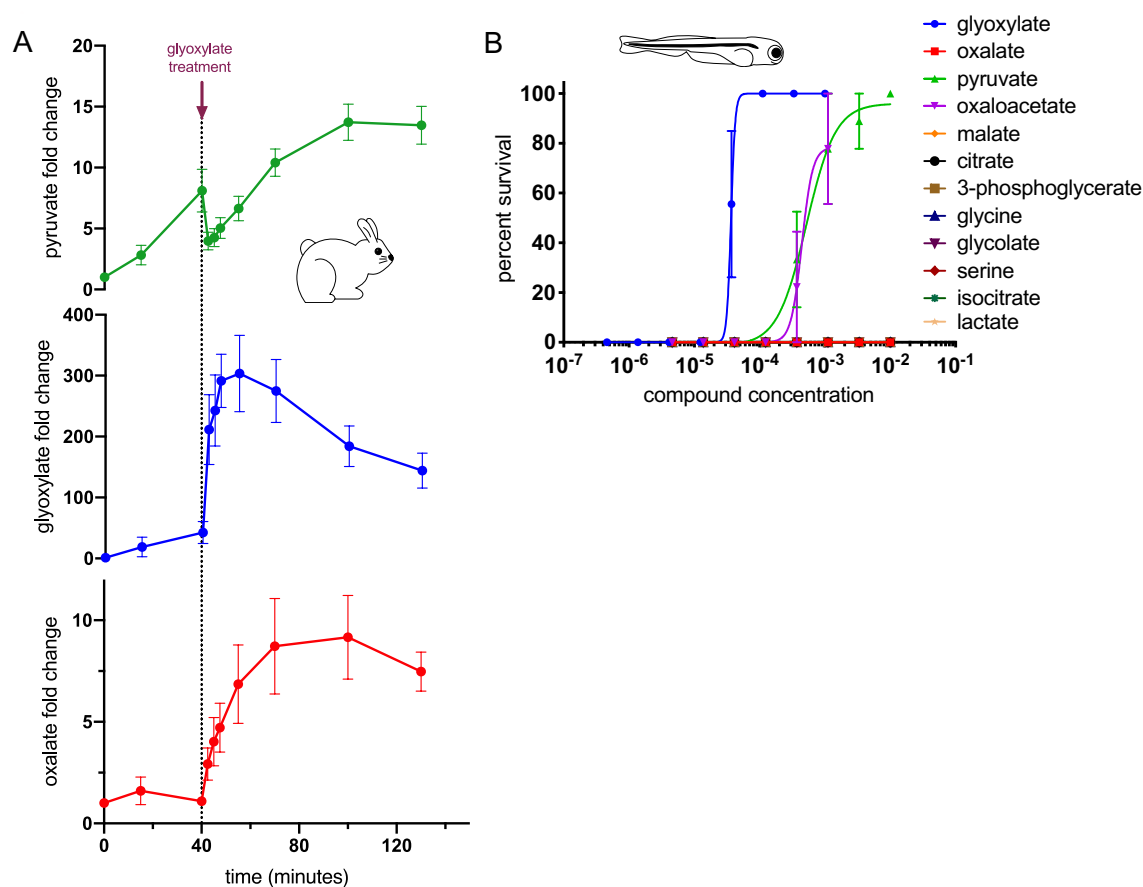 A
glyoxylate
treatment
pyruvate fold change
20
15
10
5
0
glyoxylate fold change
400
300
200
100
0
oxalate fold change
10
5
0
0
40
80
120
time (minutes)
B
percent survival
100
80
60
40
20
0
10-7
10-6
10-5
10-4
10-3
10-2
10-1
compound concentration
glyoxylate
oxalate
pyruvate
oxaloacetate
malate
citrate
3-phosphoglycerate
glycine
glycolate
serine
isocitrate
lactate